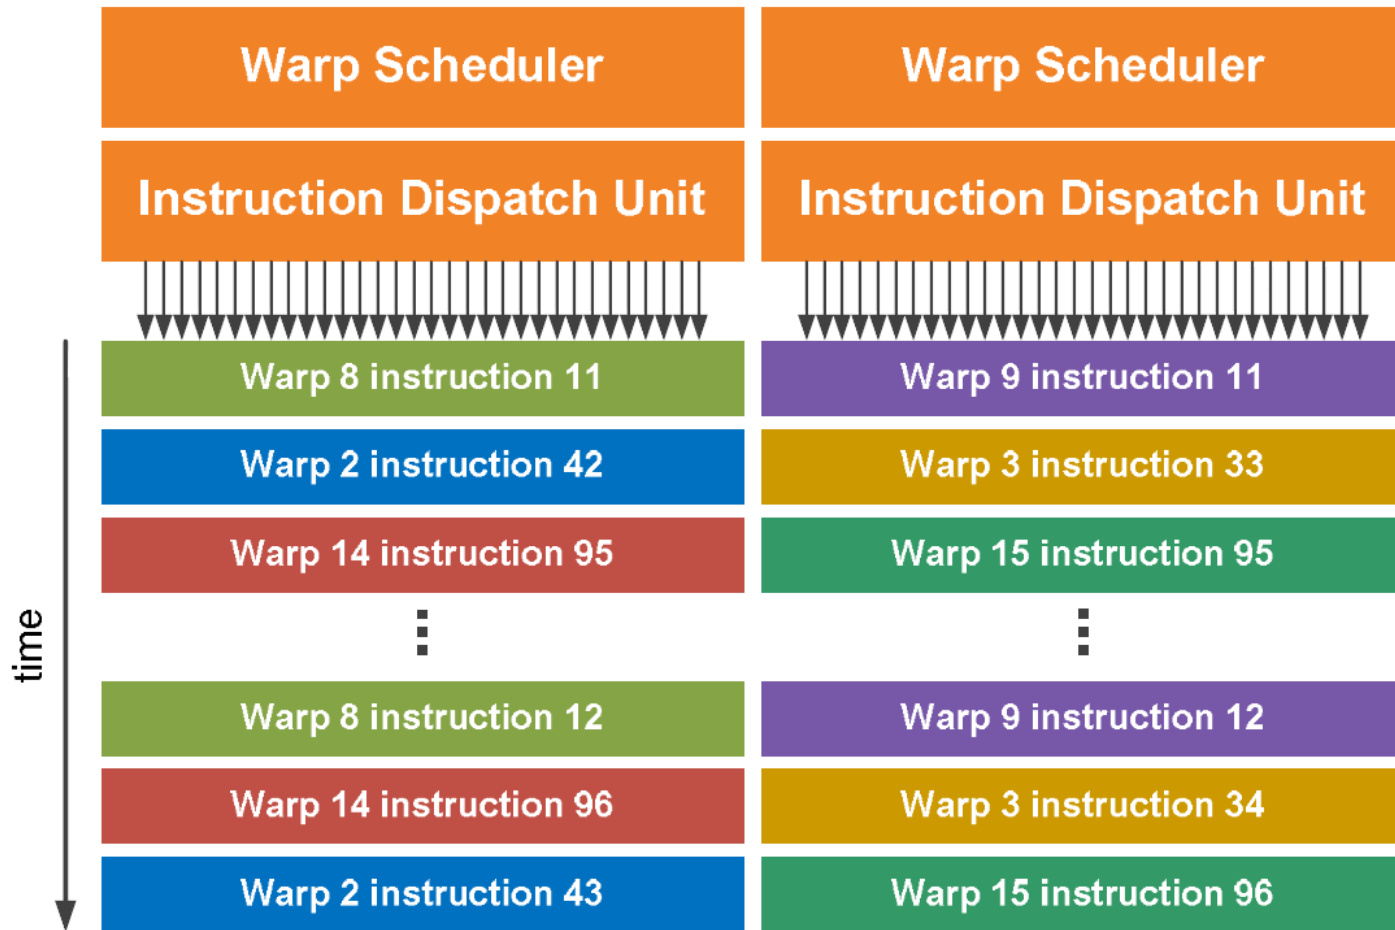 Warp Scheduler
Warp Scheduler
Instruction Dispatch Unit
Instruction Dispatch Unit
Warp 8 instruction 11
Warp 9 instruction 11
Warp 2 instruction 42
Warp 3 instruction 33
Warp 14 instruction 95
Warp 15 instruction 95
time
Warp 8 instruction 12
Warp 9 instruction 12
Warp 14 instruction 96
Warp 3 instruction 34
Warp 2 instruction 43
Warp 15 instruction 96